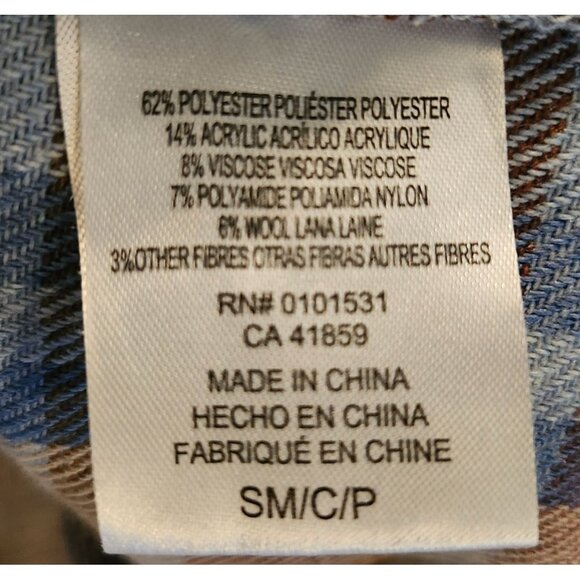 62% POLYESTER POLIÉSTER POLYESTER
14% ACRYLIC ACRÍLICO ACRYLIQUE
8% VISCOSE VISCOSA VISCOSE
7% POLYAMIDE POLIAMIDA NYLON
6% WOOL LANA LAINE
3%OTHER FIBRES OTRAS FIBRAS AUTRES FIBRES
RN# 0101531
CA 41859
MADE IN CHINA
HECHO EN CHINA
FABRIQUÉ EN CHINE
SM/C/P